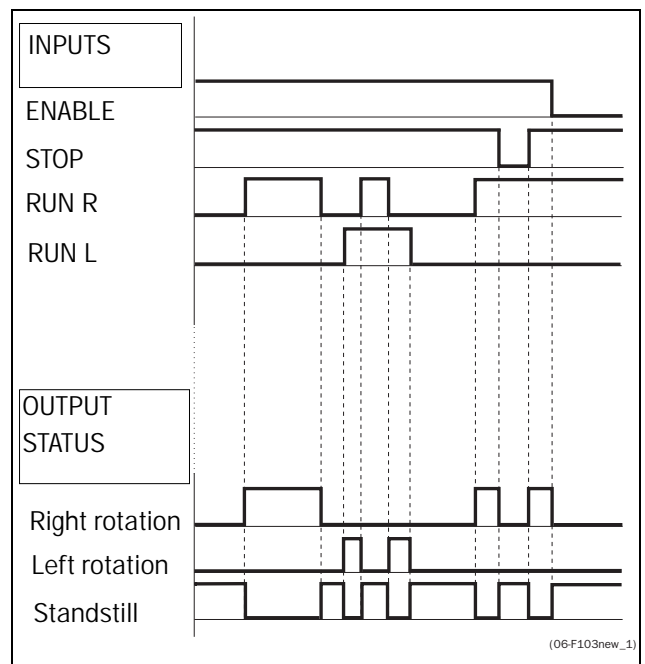 INPUTS
ENABLE
STOP
RUN R
RUN L
OUTPUT
STATUS
Right rotation
Left rotation
Standstill
(06-F103new_1)